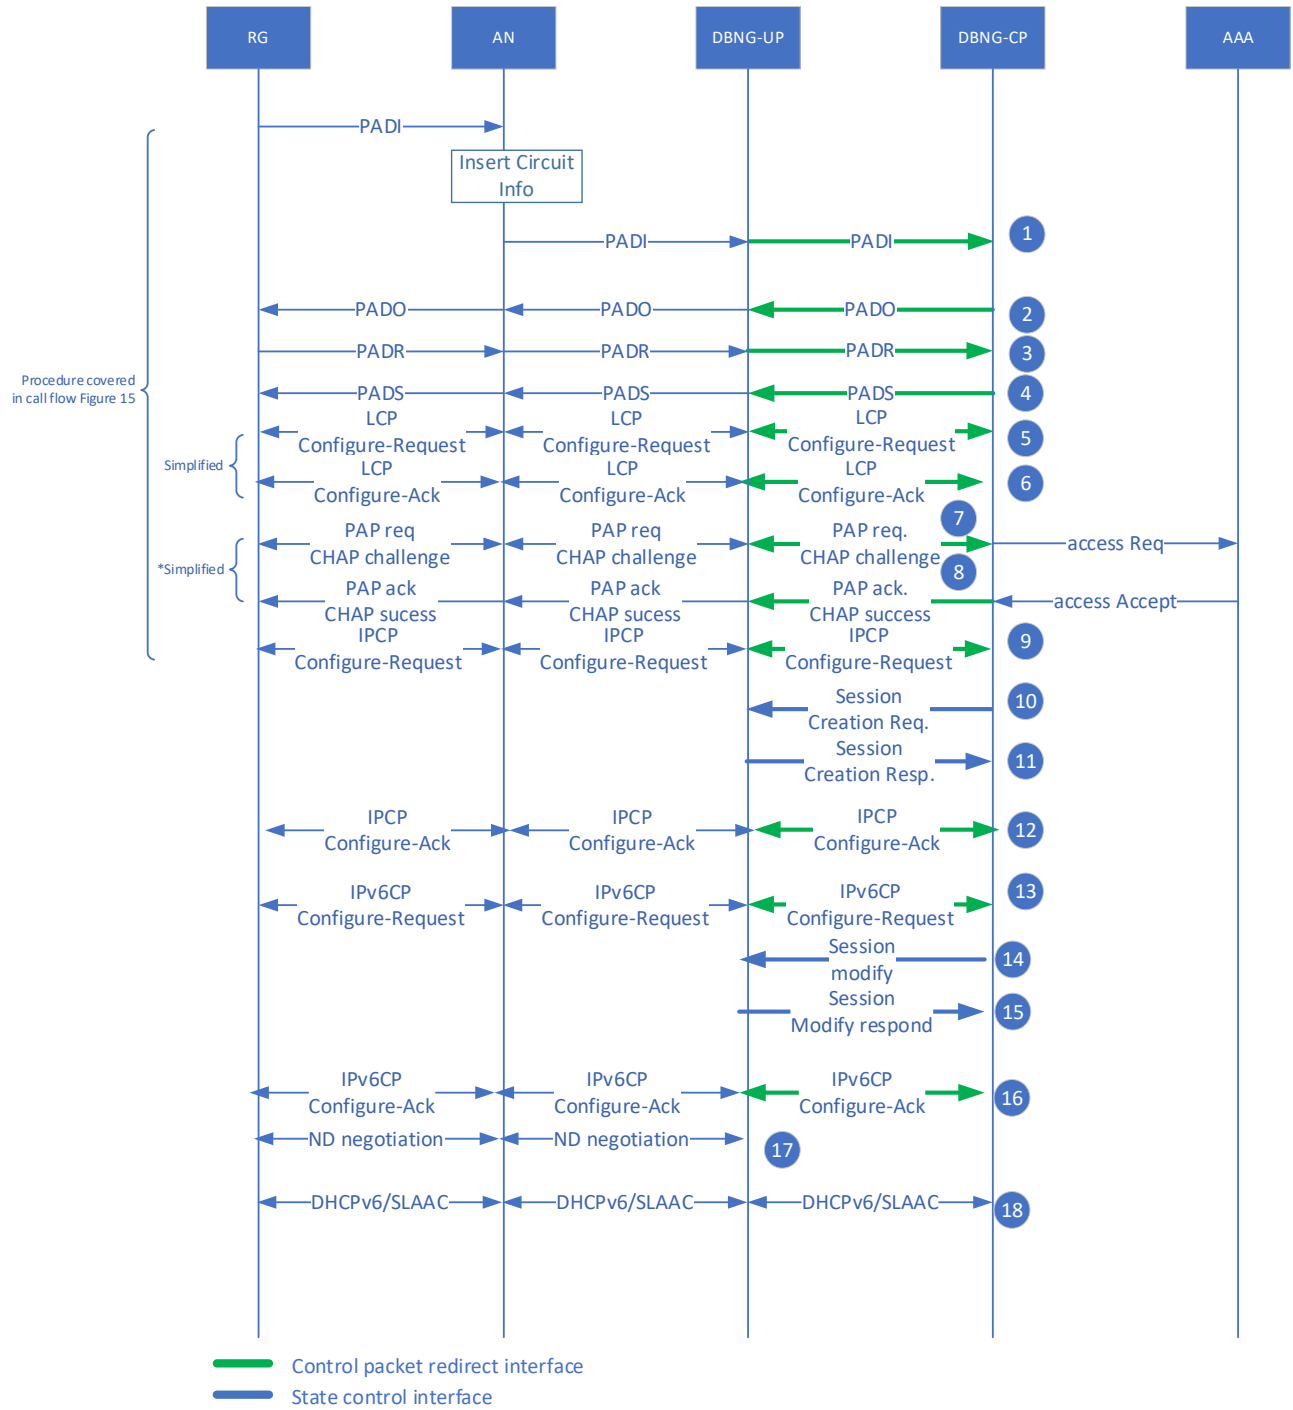 RG
AN
DBNG-UP
DBNG-CP
AAA
PADI
Insert Circuit
Info
PADI
PADI
1
PADO
PADO
PADO
2
PADR
PADR
PADR
3
Procedure covered
in call flow Figure 15
PADS
PADS
PADS
4
LCP
Configure-Request
LCP
Configure-Request
LCP
Configure-Request
5
Simplified
LCP
Configure-Ack
LCP
Configure-Ack
LCP
Configure-Ack
6
7
PAP req
CHAP challenge
PAP req
CHAP challenge
PAP req.
CHAP challenge
access Req
*Simplified
8
PAP ack
CHAP sucess
PAP ack
CHAP sucess
PAP ack.
CHAP success
access Accept
IPCP
Configure-Request
IPCP
Configure-Request
IPCP
Configure-Request
9
Session
Creation Req.
10
Session
Creation Resp.
11
IPCP
Configure-Ack
IPCP
Configure-Ack
IPCP
Configure-Ack
12
IPv6CP
Configure-Request
IPv6CP
Configure-Request
IPv6CP
Configure-Request
13
Session
modify
14
Session
Modify respond
15
IPv6CP
Configure-Ack
IPv6CP
Configure-Ack
IPv6CP
Configure-Ack
16
ND negotiation
ND negotiation
17
DHCPv6/SLAAC
DHCPv6/SLAAC
DHCPv6/SLAAC
18
Control packet redirect interface
State control interface